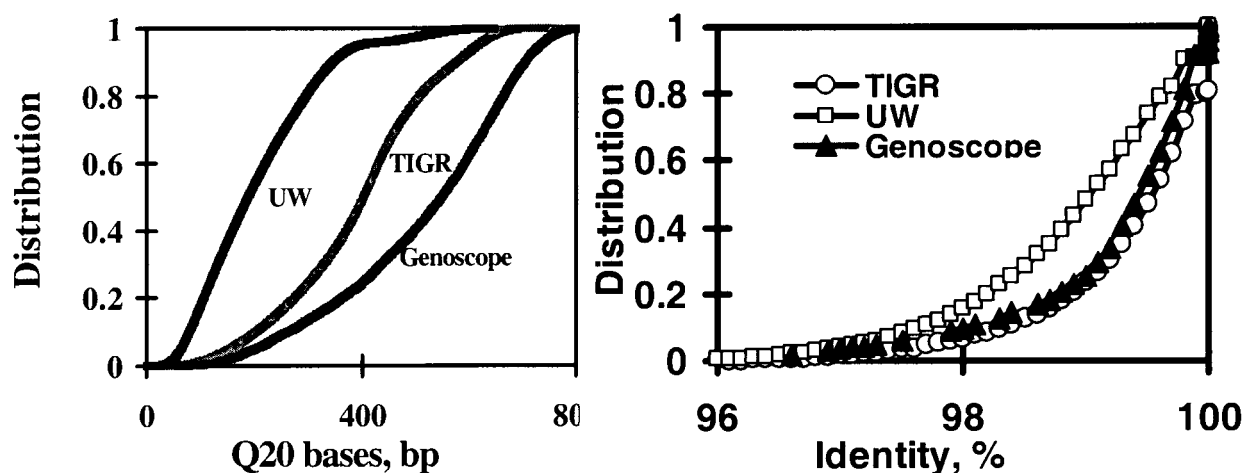 1
0.8
0.6
0.4
0.2
0
Distribution
UW
TIGR
Genoscope
0
400
80
Q20 bases, bp
1
0.8
0.6
0.4
0.2
0
Distribution
TIGR
UW
Genoscope
96
98
100
Identity, %